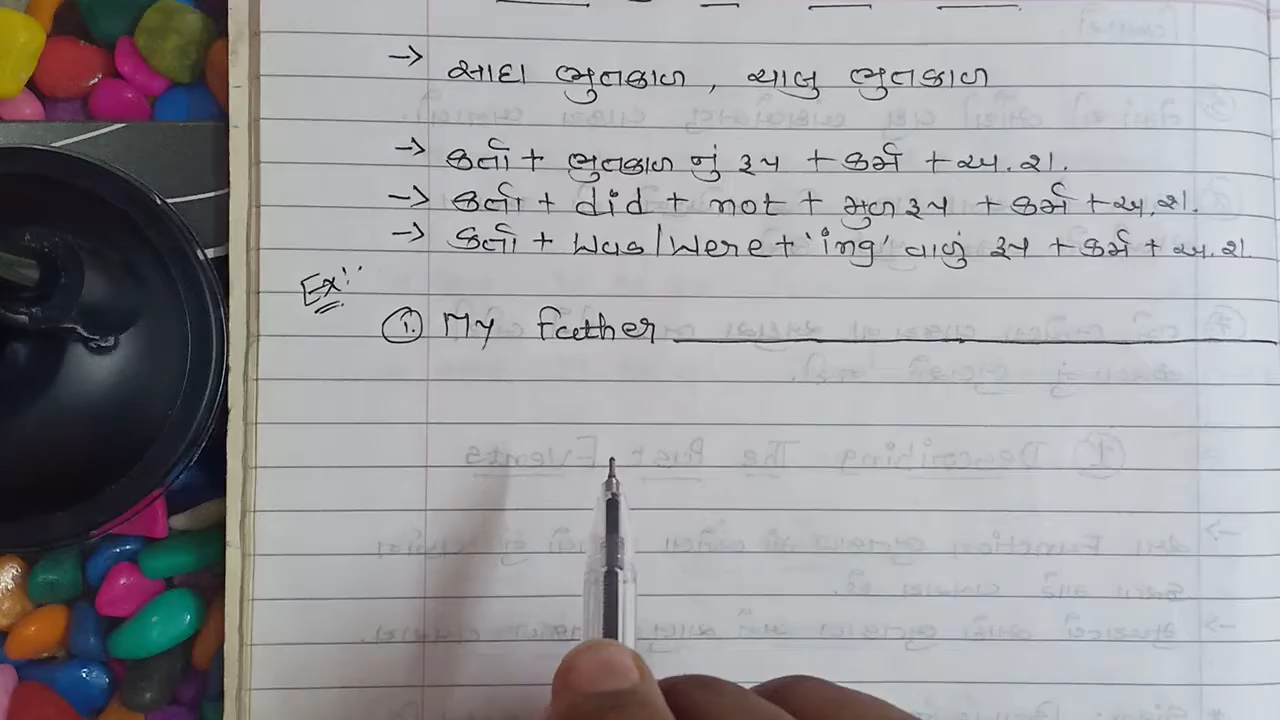 → સાદો ભુતકાળ , ચાલુ ભુતકાળ
→ કર્તા + ભુતકાળ નું રૂપ + કર્મ + અ.શ.
→ કર્તા + did + not + મુળ રૂપ + કર્મ + અ.શ.
→ કર્તા + was/were + 'ing' વાળું રૂપ + કર્મ + અ.શ.
Ex::
①. My Father